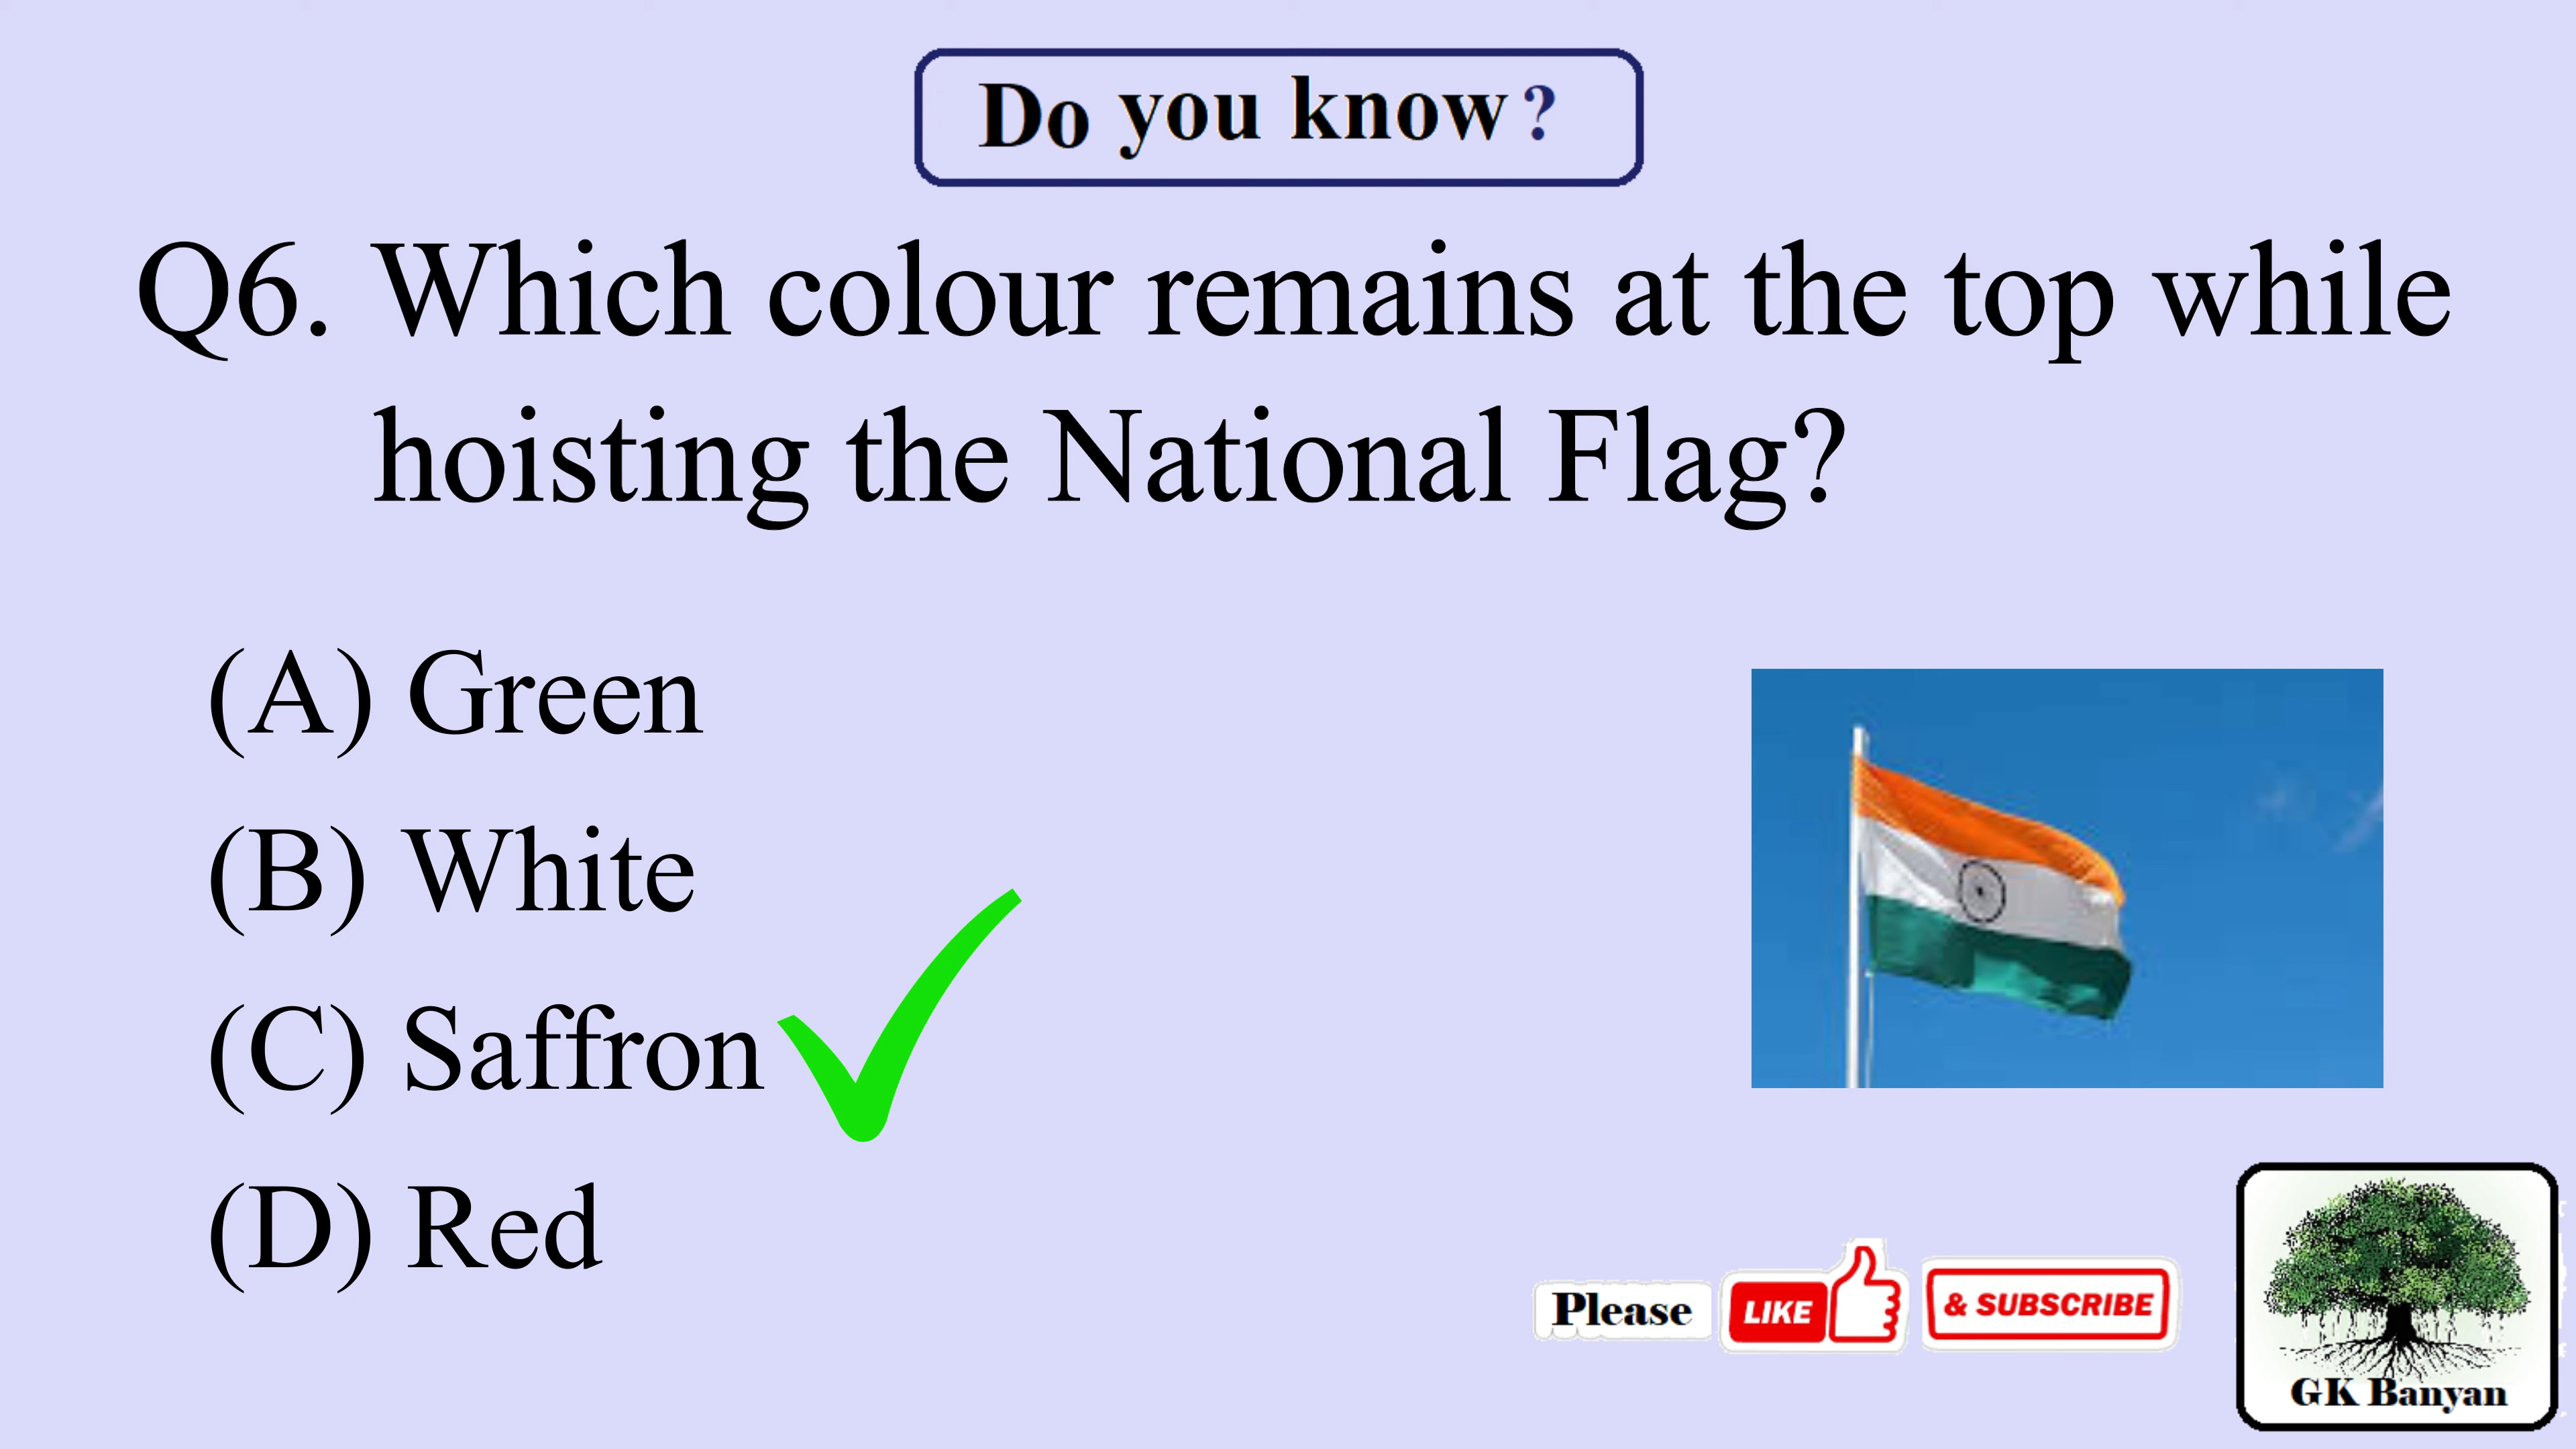 Do you know ?
Q6. Which colour remains at the top while
hoisting the National Flag?
(A) Green
(B) White
(C) Saffron
(D) Red
Please LIKE & SUBSCRIBE
GK Banyan